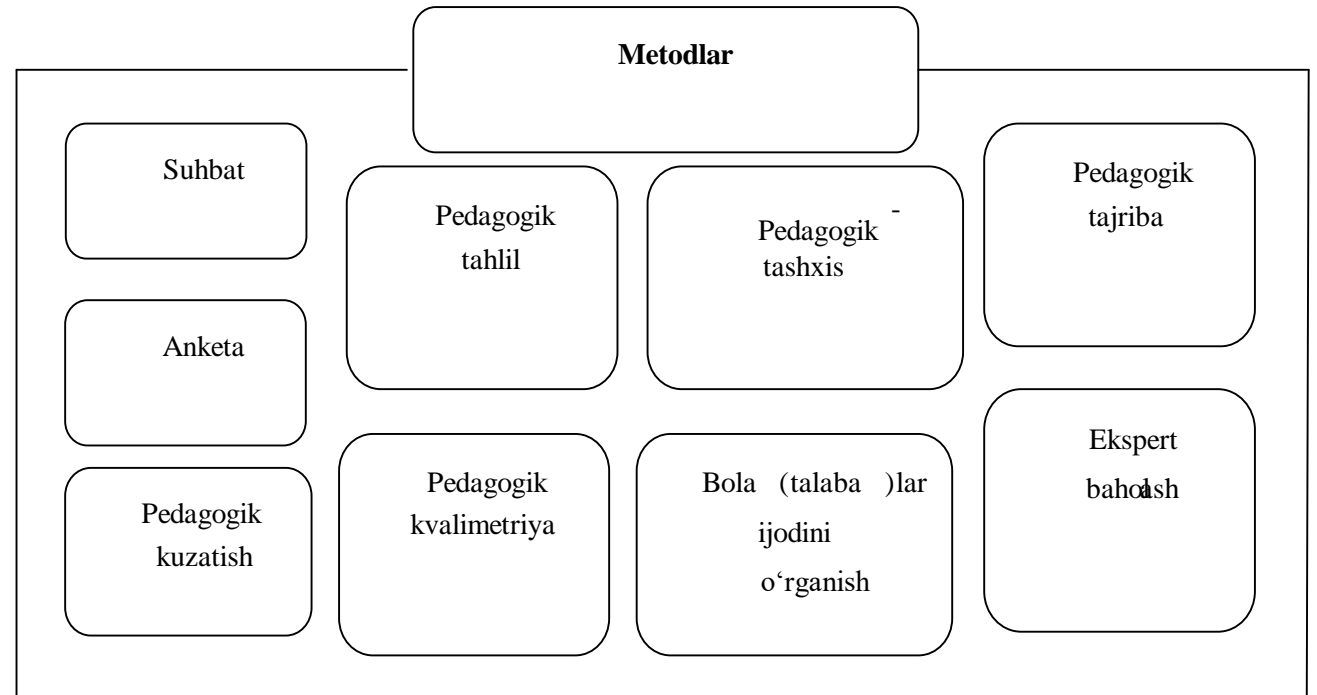 Metodlar
Suhbat
Anketa
Pedagogik
kuzatish
Pedagogik
tahlil
Pedagogik -
tashxis
Pedagogik
kvalimetriya
Bola (talaba )lar
ijodini
o‘rganish
Pedagogik
tajriba
Ekspert
baholash